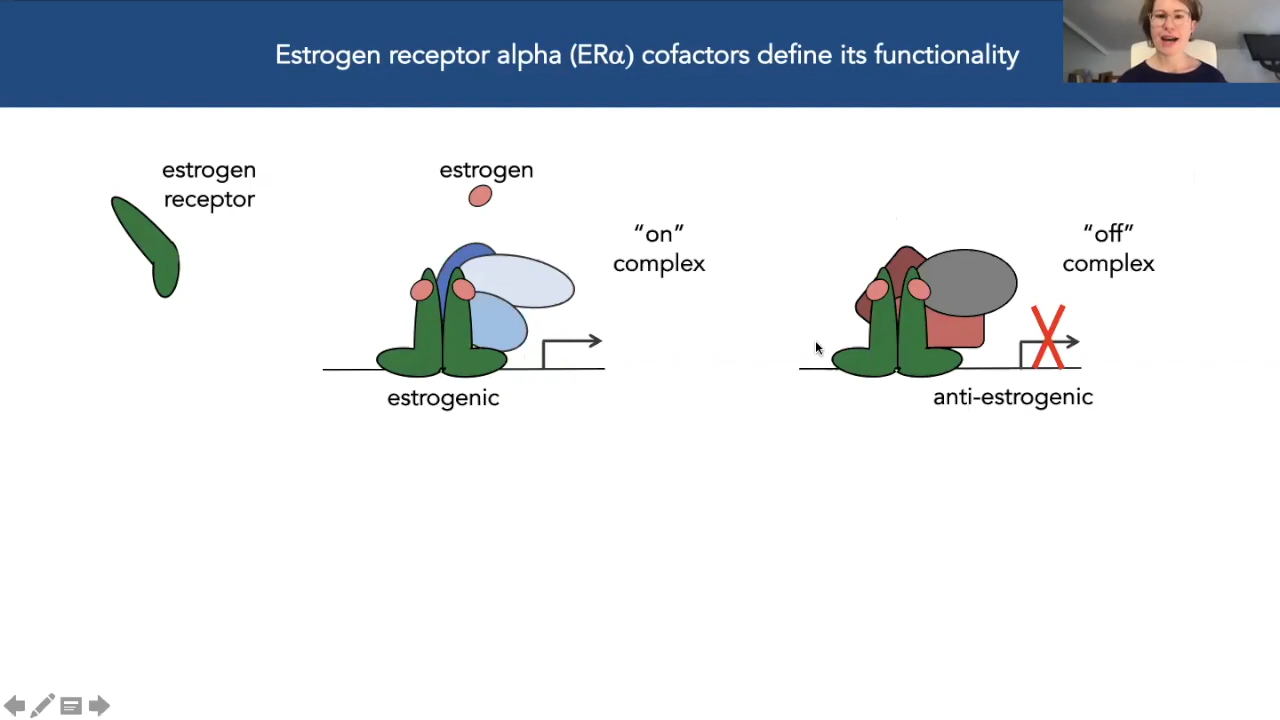 Estrogen receptor alpha (ERα) cofactors define its functionality
estrogen
receptor
estrogen
“on”
complex
“off”
complex
estrogenic
anti-estrogenic